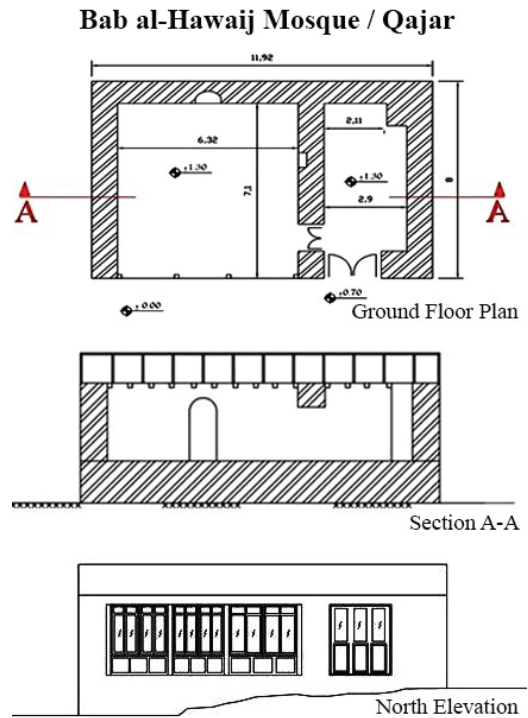 Bab al-Hawaij Mosque / Qajar
11,92
2,11
6,32
±1.30
±1.30
7,1
8
A
A
2,9
±0.70
± 0.00
Ground Floor Plan
Section A-A
North Elevation